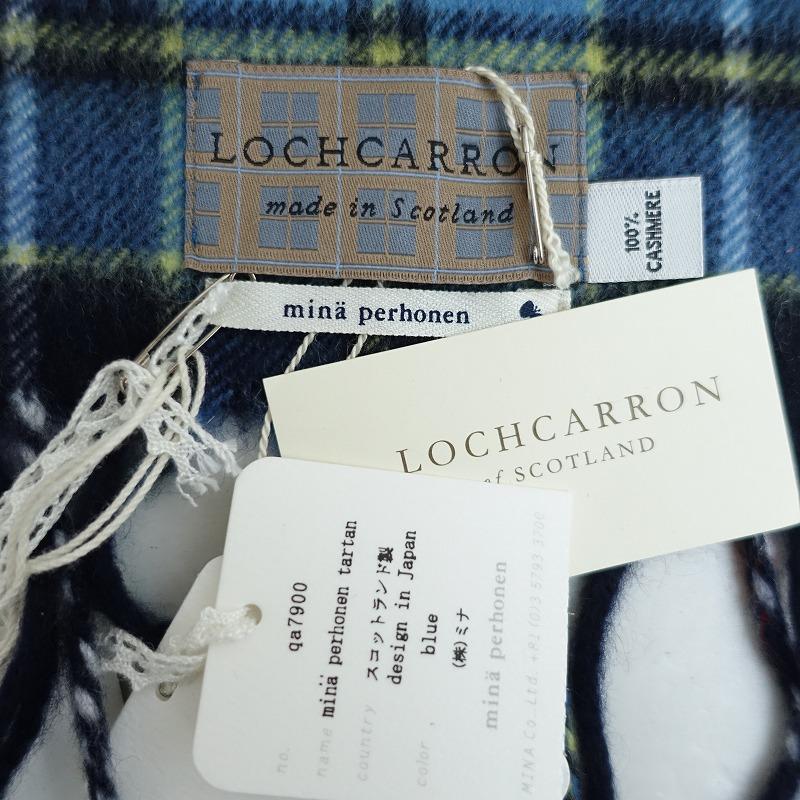 LOCHCARRON
made in Scotland
100%
CASHMERE
minä perhonen
LOCHCARRON
of SCOTLAND
no. qa7900
name minä perhonen tartan
country スコットランド製
design in Japan
color , blue
(株)ミナ
minä perhonen
MINA Co., Ltd. +81 (0)3 5793 3700